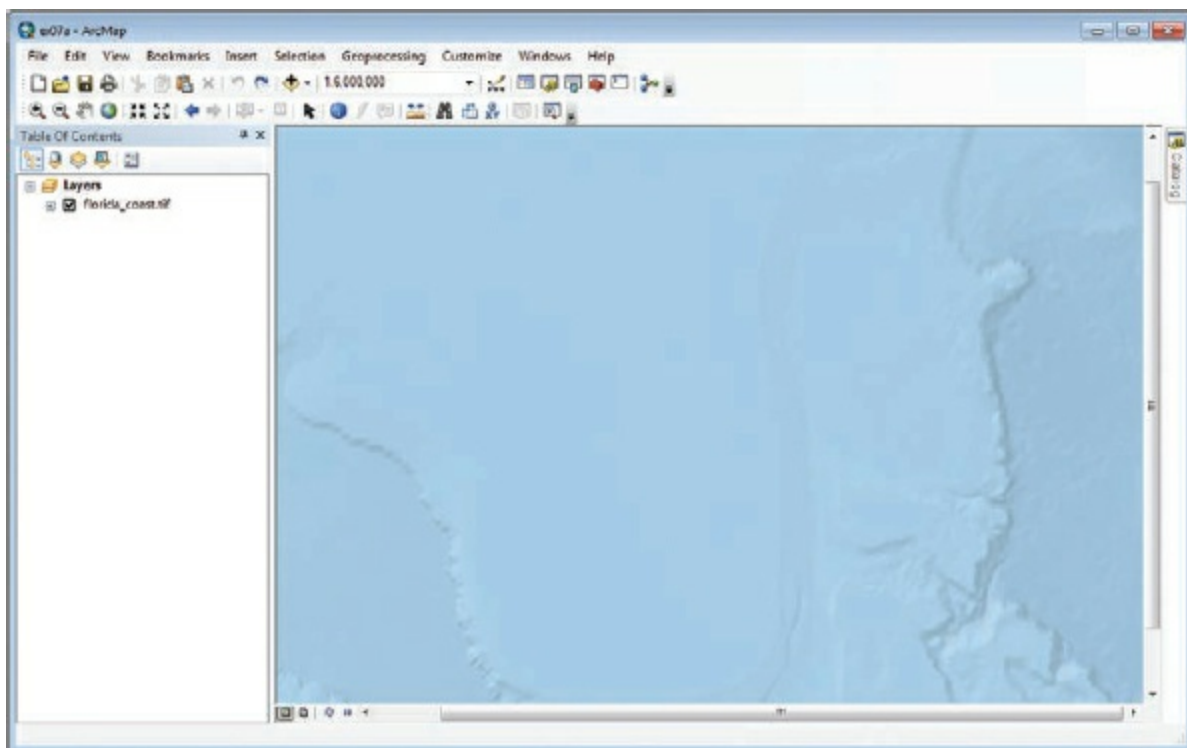 ex07a - ArcMap
File Edit View Bookmarks Insert Selection Geoprocessing Customize Windows Help
1:6,000,000
Table Of Contents
Layers
florida_coast.tif
Catalog